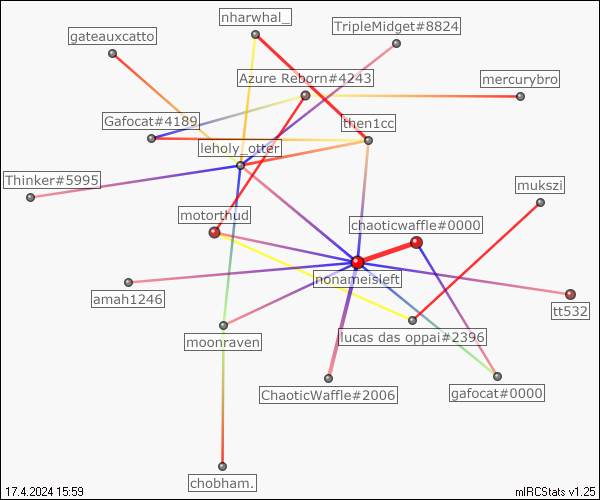 nharwhal_
TripleMidget#8824
gateauxcatto
Azure Reborn#4243
mercurybro
Gafocat#4189
then1cc
leholy_otter
Thinker#5995
mukszi
motorthud
chaoticwaffle#0000
nonameisleft
amah1246
tt532
lucas das oppai#2396
moonraven
ChaoticWaffle#2006
gafocat#0000
chobham.
17.4.2024 15:59
mIRCStats v1.25